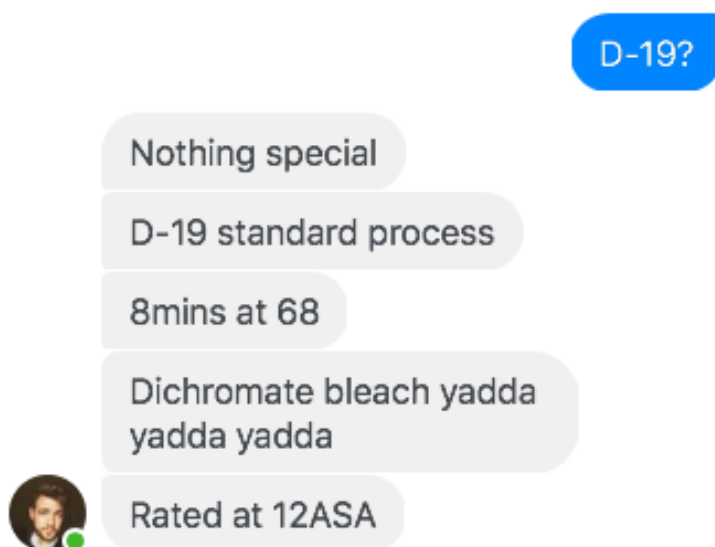 D-19?
Nothing special
D-19 standard process
8mins at 68
Dichromate bleach yadda
yadda yadda
Rated at 12ASA